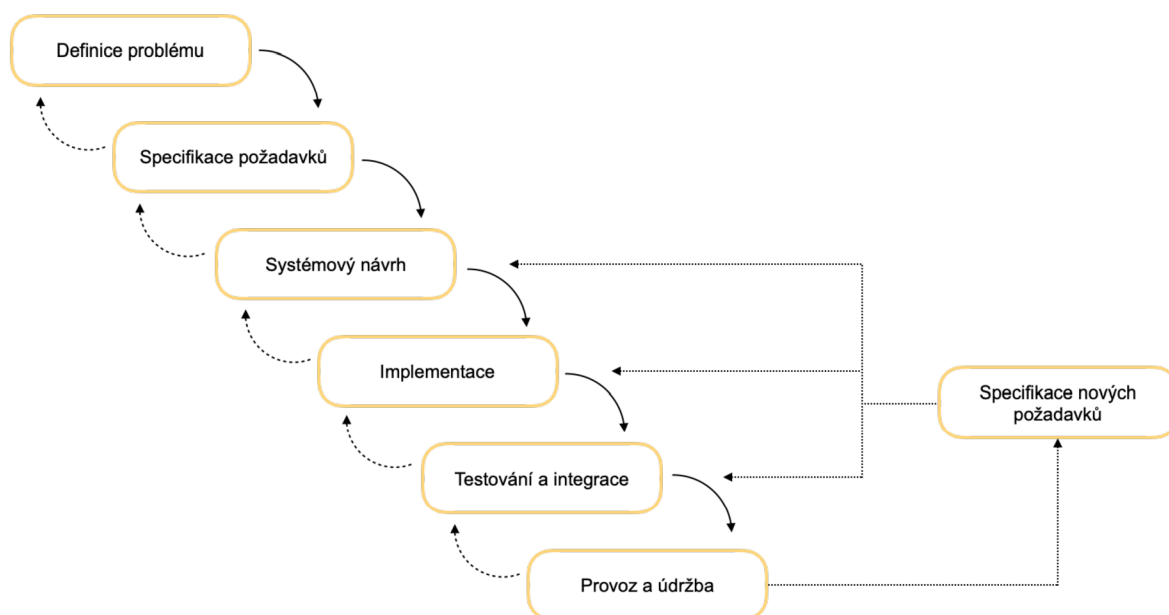 Definice problému
Specifikace požadavků
Systémový návrh
Implementace
Specifikace nových
požadavků
Testování a integrace
Provoz a údržba